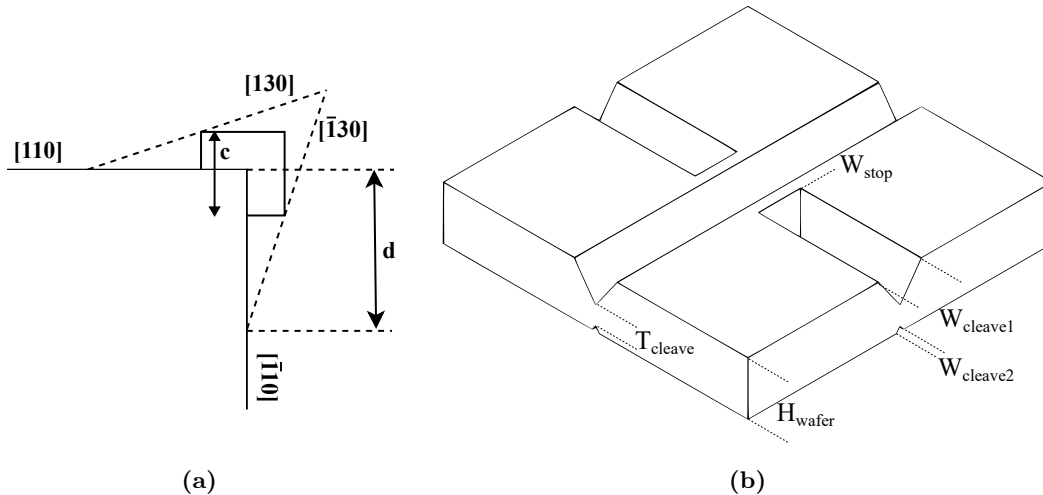 [130]
[1̄30]
[110]
c
d
[1̄10]
W_stop
W_cleave1
T_cleave
W_cleave2
H_wafer
(a)
(b)